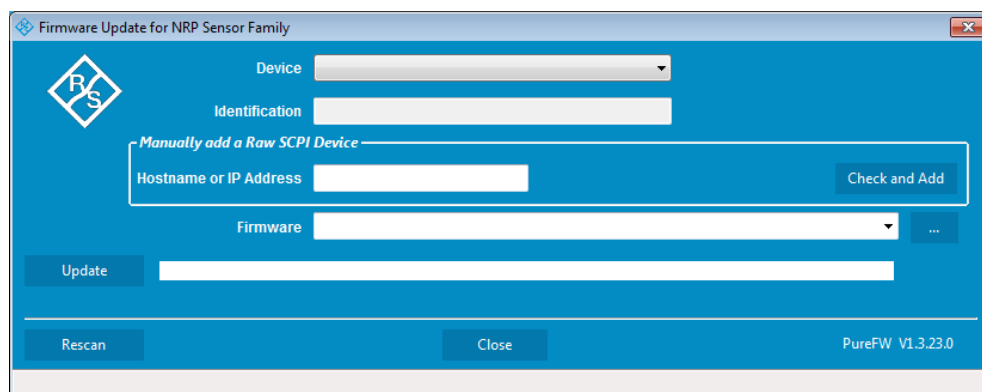 Firmware Update for NRP Sensor Family
R S
Device
Identification
Manually add a Raw SCPI Device
Hostname or IP Address
Check and Add
Firmware
...
Update
Rescan
Close
PureFW V1.3.23.0